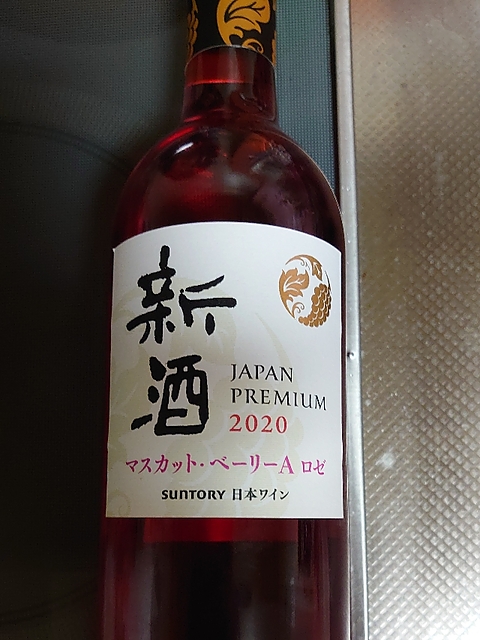 新酒
JAPAN
PREMIUM
2020
マスカット・ベーリーA ロゼ
SUNTORY 日本ワイン